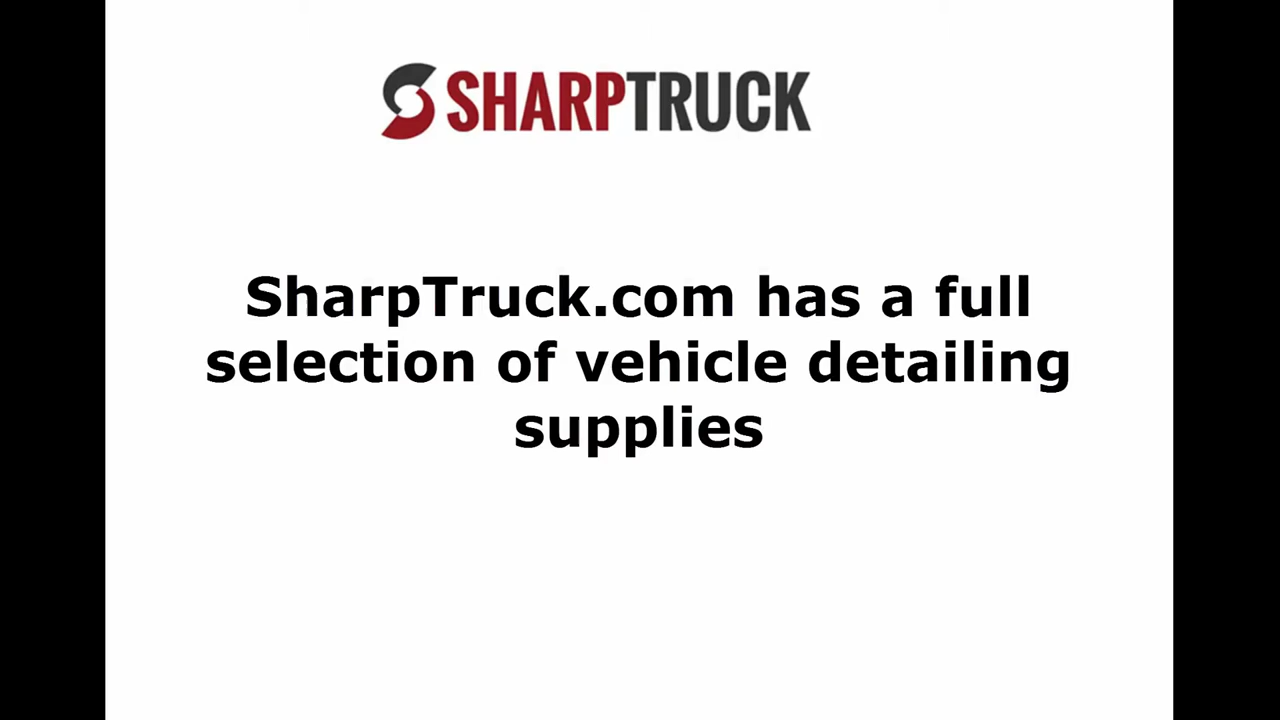 SHARPTRUCK
SharpTruck.com has a full
selection of vehicle detailing
supplies